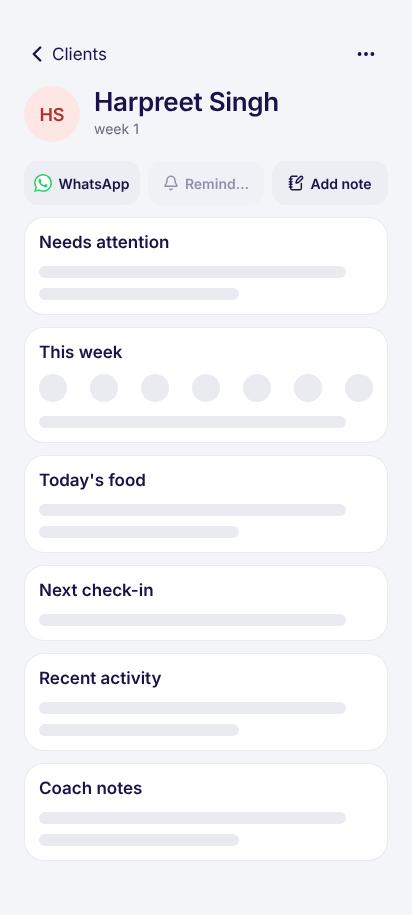 Clients
HS
Harpreet Singh
week 1
WhatsApp
Remind...
Add note
Needs attention
This week
Today's food
Next check-in
Recent activity
Coach notes